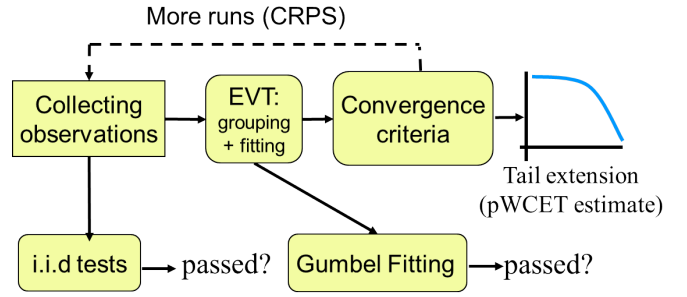 More runs (CRPS)
Collecting
observations
EVT:
grouping
+ fitting
Convergence
criteria
Tail extension
(pWCET estimate)
i.i.d tests
passed?
Gumbel Fitting
passed?